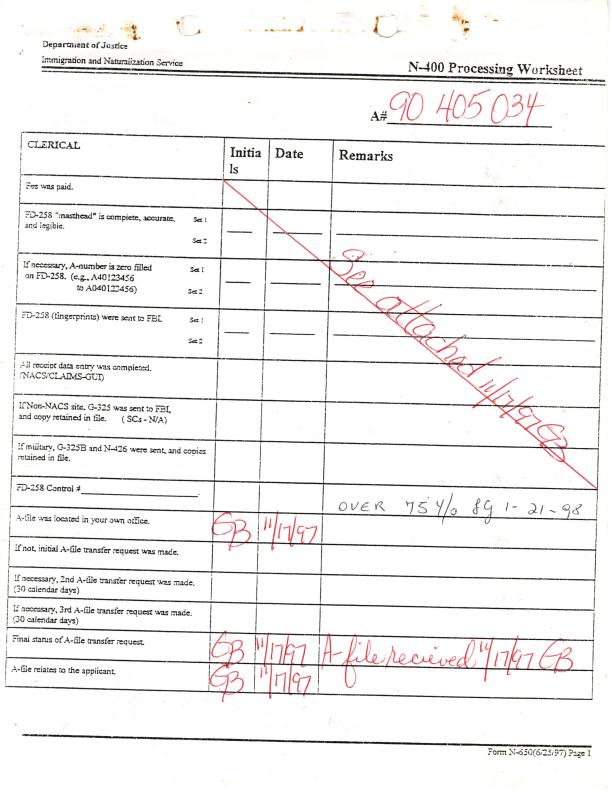 Department of Justice
Immigration and Naturalization Service
N-400 Processing Worksheet
A# 90 405 034
CLERICAL
Initia
ls
Date
Remarks
Fee was paid.
FD-258 "masthead" is complete, accurate, Set 1
and legible.
Set 2
If necessary, A-number is zero filled Set 1
on FD-258. (e.g., A40123456
to A040123456) Set 2
See attached 11/17/97 GB
FD-258 (fingerprints) were sent to FBI. Set 1
Set 2
All receipt data entry was completed.
(NACS/CLAIMS-GUI)
If Non-NACS site, G-325 was sent to FBI,
and copy retained in file. ( SCs - N/A)
If military, G-325B and N-426 were sent, and copies
retained in file.
FD-258 Control #
OVER 75 Y/o 1-21-98
A-file was located in your own office. GB 11/17/97
If not, initial A-file transfer request was made.
If necessary, 2nd A-file transfer request was made.
(30 calendar days)
If necessary, 3rd A-file transfer request was made.
(30 calendar days)
Final status of A-file transfer request. GB 11/17/97 A-file recieved 11/17/97 GB
A-file relates to the applicant. GB 11/17/97
Form N-650(6/25/97) Page 1